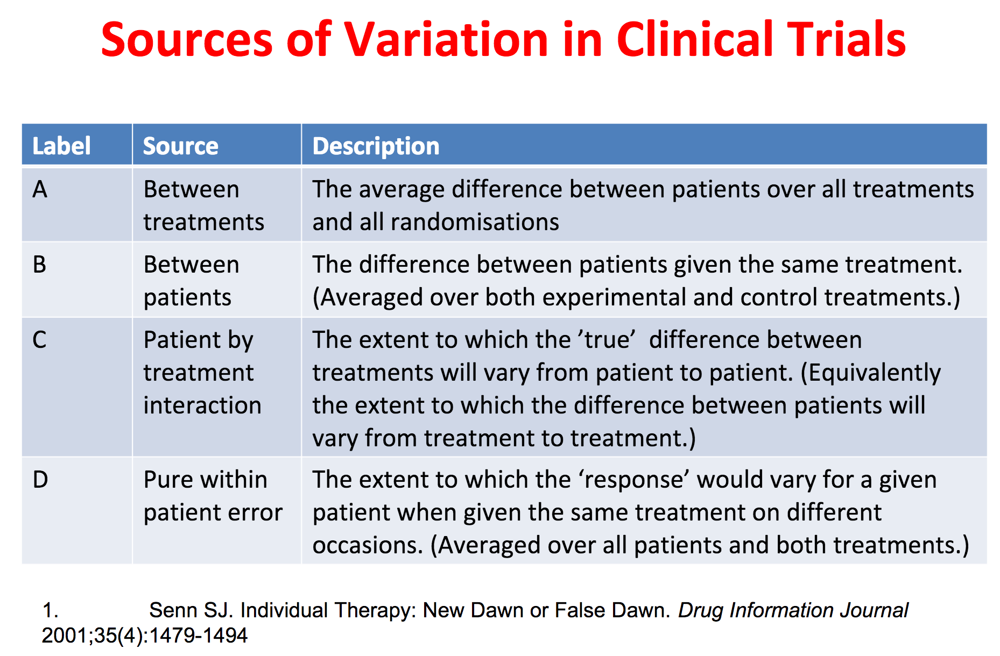 Sources of Variation in Clinical Trials
Label Source Description
A Between treatments The average difference between patients over all treatments and all randomisations
B Between patients The difference between patients given the same treatment. (Averaged over both experimental and control treatments.)
C Patient by treatment interaction The extent to which the ’true’ difference between treatments will vary from patient to patient. (Equivalently the extent to which the difference between patients will vary from treatment to treatment.)
D Pure within patient error The extent to which the ‘response’ would vary for a given patient when given the same treatment on different occasions. (Averaged over all patients and both treatments.)
1. Senn SJ. Individual Therapy: New Dawn or False Dawn. Drug Information Journal
2001;35(4):1479-1494